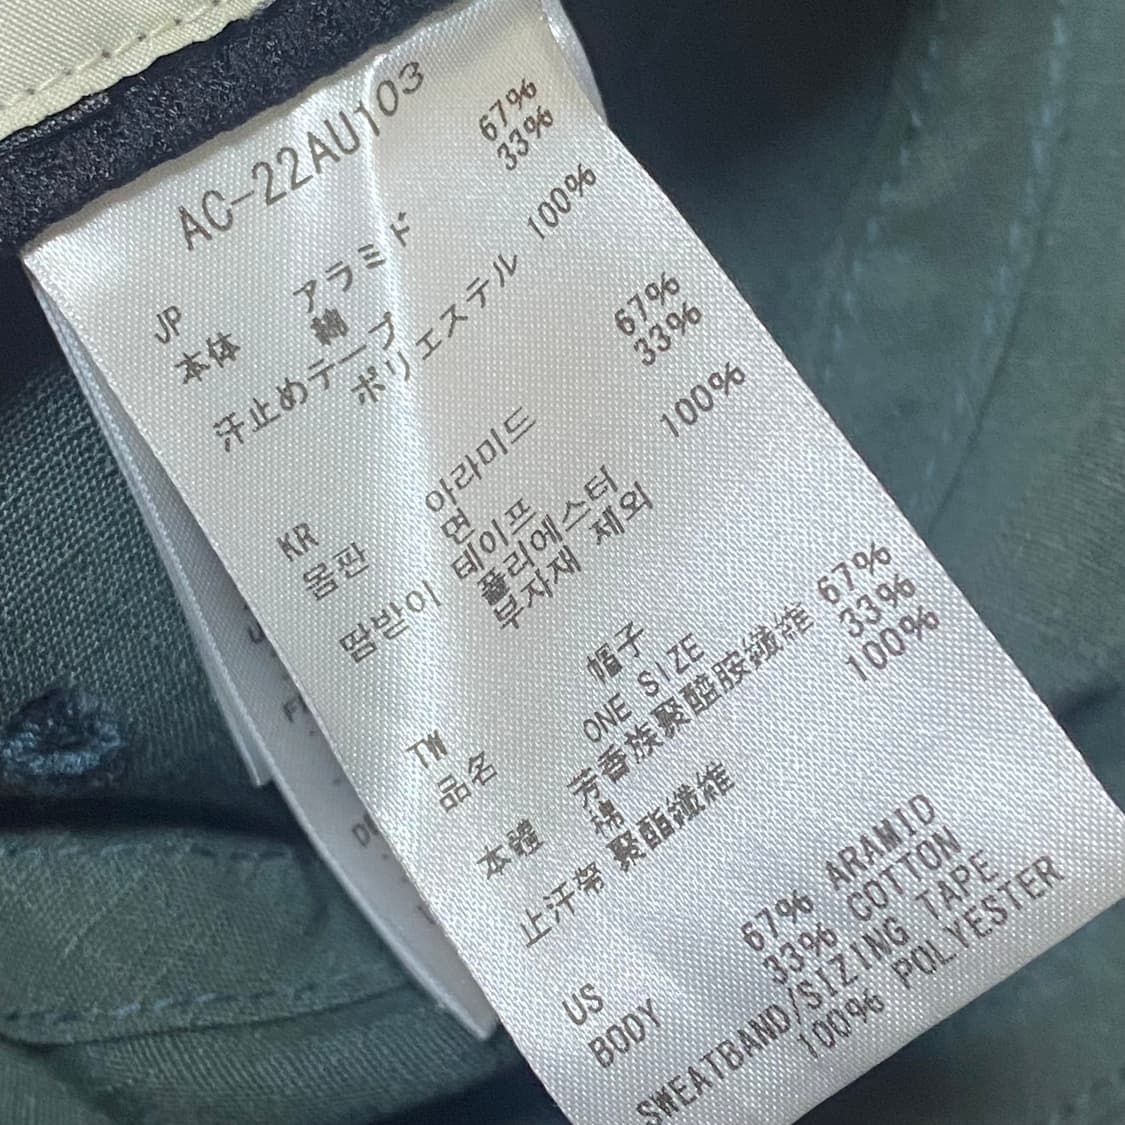 AC-22AU103
JP
本体 アラミド 67%
綿 33%
汗止めテープ
ポリエステル 100%
KR
몸판 아라미드 67%
면 33%
땀받이 테이프
폴리에스터 100%
부자재 제외
TW
品名 帽子
ONE SIZE
本體 芳香族聚醯胺纖維 67%
棉 33%
止汗帶 聚酯纖維 100%
US
BODY 67% ARAMID
33% COTTON
SWEATBAND/SIZING TAPE
100% POLYESTER